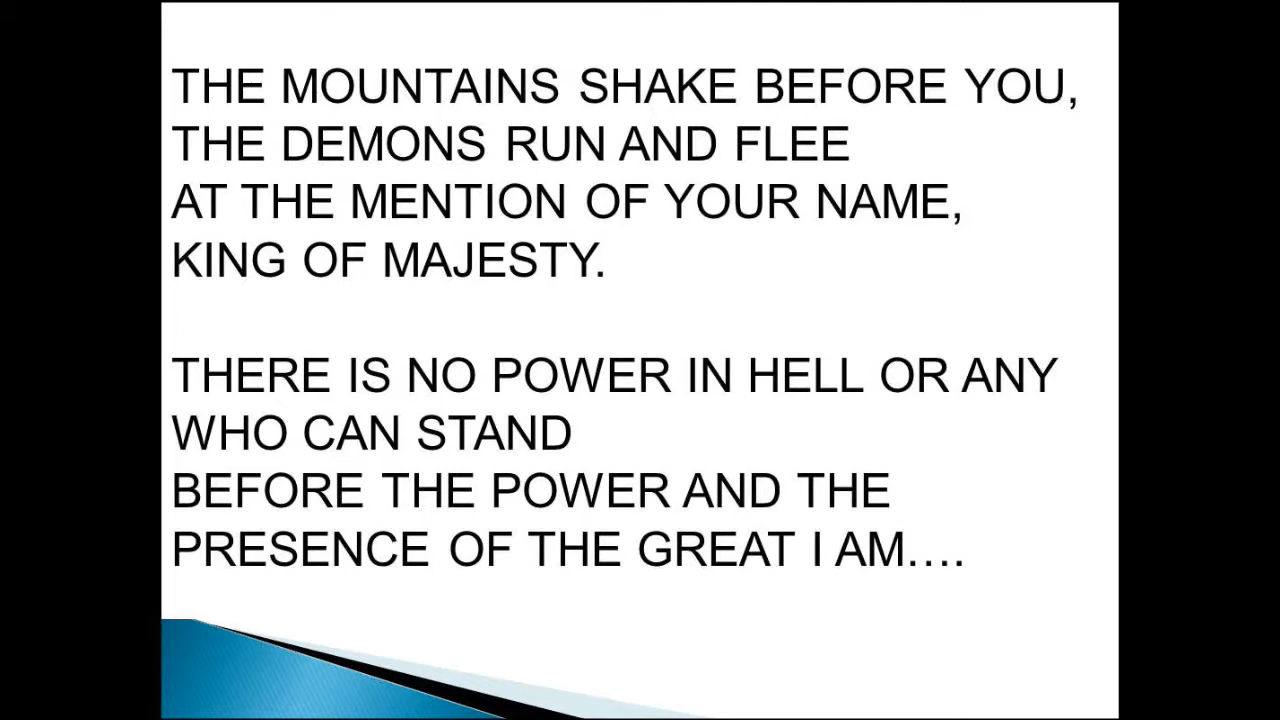 THE MOUNTAINS SHAKE BEFORE YOU,
THE DEMONS RUN AND FLEE
AT THE MENTION OF YOUR NAME,
KING OF MAJESTY.
THERE IS NO POWER IN HELL OR ANY
WHO CAN STAND
BEFORE THE POWER AND THE
PRESENCE OF THE GREAT I AM....